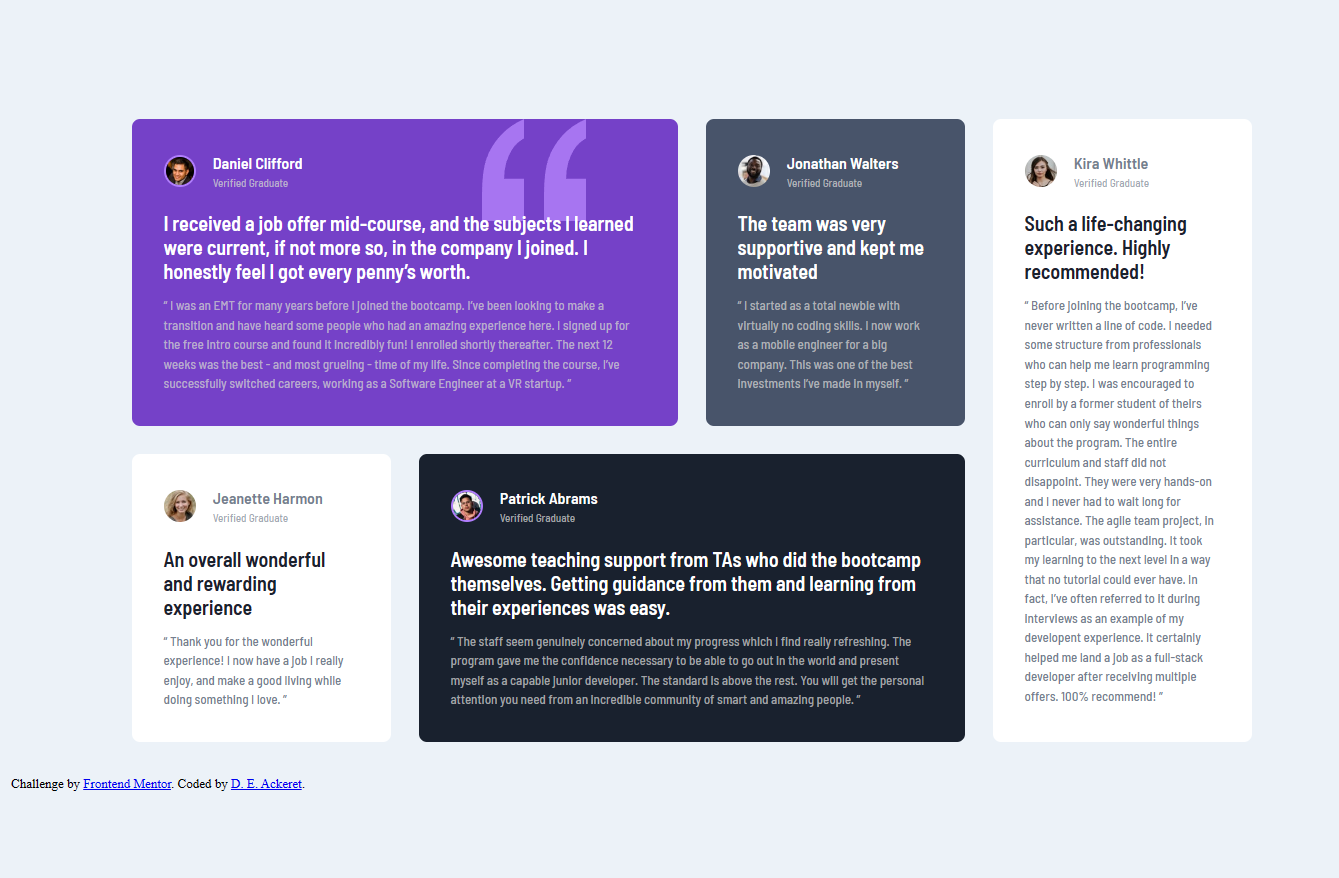 Daniel Clifford
Verified Graduate
I received a job offer mid-course, and the subjects I learned
were current, if not more so, in the company I joined. I
honestly feel I got every penny’s worth.
“ I was an EMT for many years before I joined the bootcamp. I’ve been looking to make a
transition and have heard some people who had an amazing experience here. I signed up for
the free intro course and found it incredibly fun! I enrolled shortly thereafter. The next 12
weeks was the best - and most grueling - time of my life. Since completing the course, I’ve
successfully switched careers, working as a Software Engineer at a VR startup. ”
Jonathan Walters
Verified Graduate
The team was very
supportive and kept me
motivated
“ I started as a total newbie with
virtually no coding skills. I now work
as a mobile engineer for a big
company. This was one of the best
investments I’ve made in myself. ”
Kira Whittle
Verified Graduate
Such a life-changing
experience. Highly
recommended!
“ Before joining the bootcamp, I’ve
never written a line of code. I needed
some structure from professionals
who can help me learn programming
step by step. I was encouraged to
enroll by a former student of theirs
who can only say wonderful things
about the program. The entire
curriculum and staff did not
disappoint. They were very hands-on
and I never had to wait long for
assistance. The agile team project, in
particular, was outstanding. It took
my learning to the next level in a way
that no tutorial could ever have. In
fact, I’ve often referred to it during
interviews as an example of my
developent experience. It certainly
helped me land a job as a full-stack
developer after receiving multiple
offers. 100% recommend! ”
Jeanette Harmon
Verified Graduate
An overall wonderful
and rewarding
experience
“ Thank you for the wonderful
experience! I now have a job I really
enjoy, and make a good living while
doing something I love. ”
Patrick Abrams
Verified Graduate
Awesome teaching support from TAs who did the bootcamp
themselves. Getting guidance from them and learning from
their experiences was easy.
“ The staff seem genuinely concerned about my progress which I find really refreshing. The
program gave me the confidence necessary to be able to go out in the world and present
myself as a capable junior developer. The standard is above the rest. You will get the personal
attention you need from an incredible community of smart and amazing people. ”
Challenge by Frontend Mentor. Coded by D. E. Ackeret.